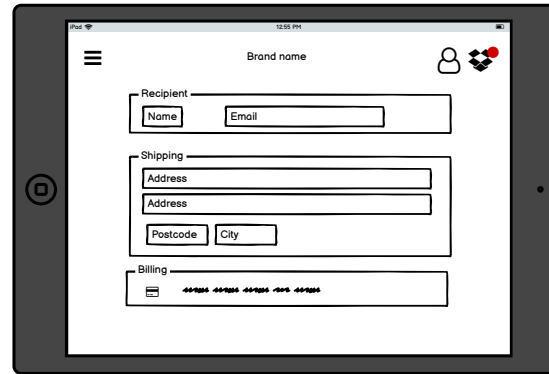 iPad 12:55 PM
Brand name
Recipient
Name Email
Shipping
Address
Address
Postcode City
Billing